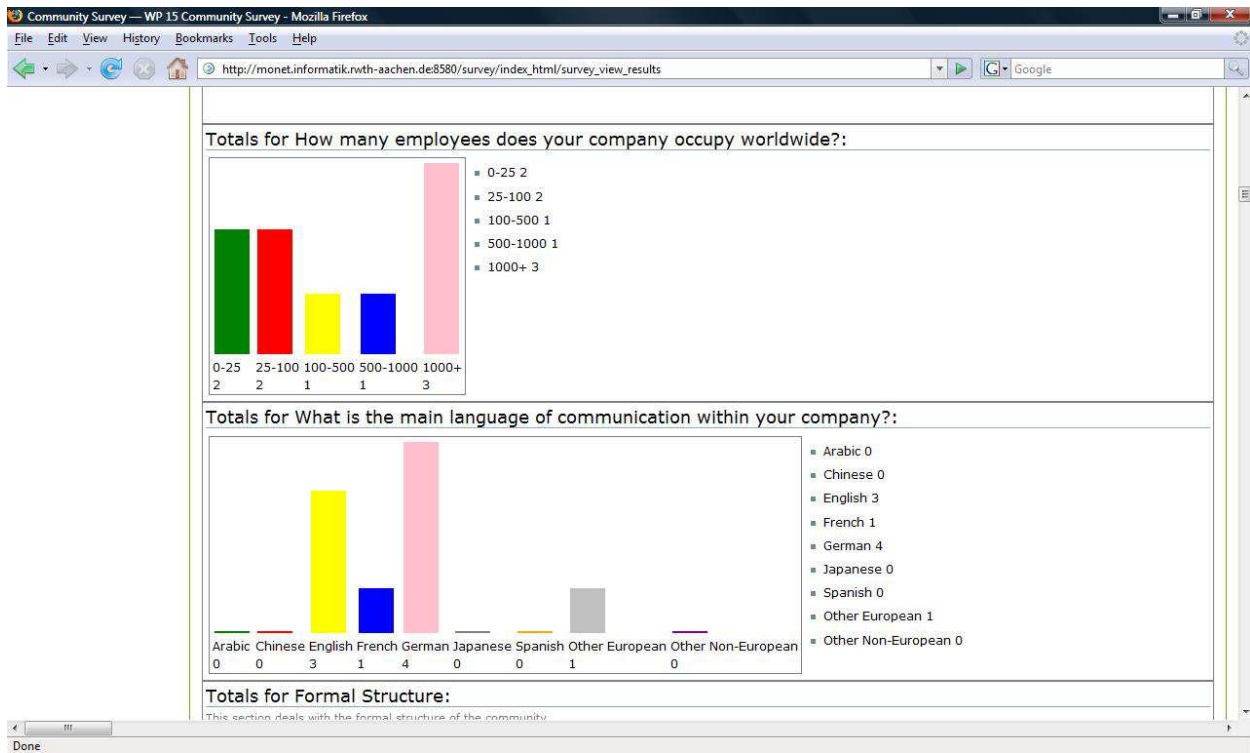 Community Survey — WP 15 Community Survey - Mozilla Firefox
File Edit View History Bookmarks Tools Help
http://monet.informatik.rwth-aachen.de:8580/survey/index_html/survey_view_results
G Google
Totals for How many employees does your company occupy worldwide?:
0-25 2
25-100 2
100-500 1
500-1000 1
1000+ 3
0-25 25-100 100-500 500-1000 1000+
2 2 1 1 3
Totals for What is the main language of communication within your company?:
Arabic 0
Chinese 0
English 3
French 1
German 4
Japanese 0
Spanish 0
Other European 1
Other Non-European 0
Arabic Chinese English French German Japanese Spanish Other European Other Non-European
0 0 3 1 4 0 0 1 0
Totals for Formal Structure:
This section deals with the formal structure of the community
Done